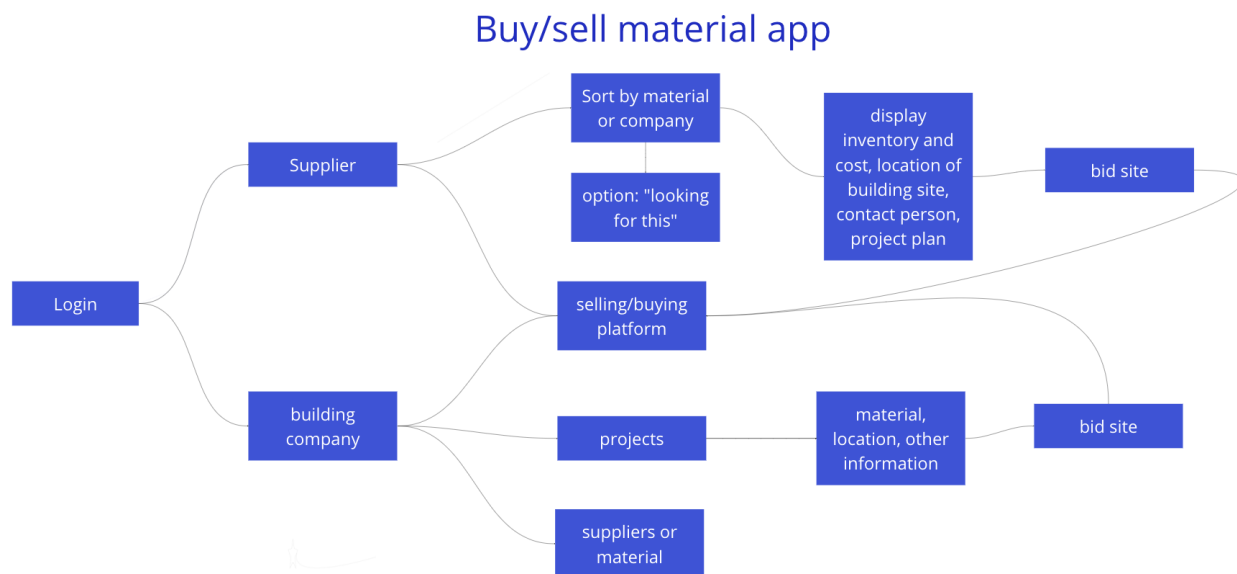 Buy/sell material app
Sort by material
or company
option: "looking
for this"
display
inventory and
cost, location of
building site,
contact person,
project plan
bid site
Supplier
Login
selling/buying
platform
building
company
projects
material,
location, other
information
bid site
suppliers or
material